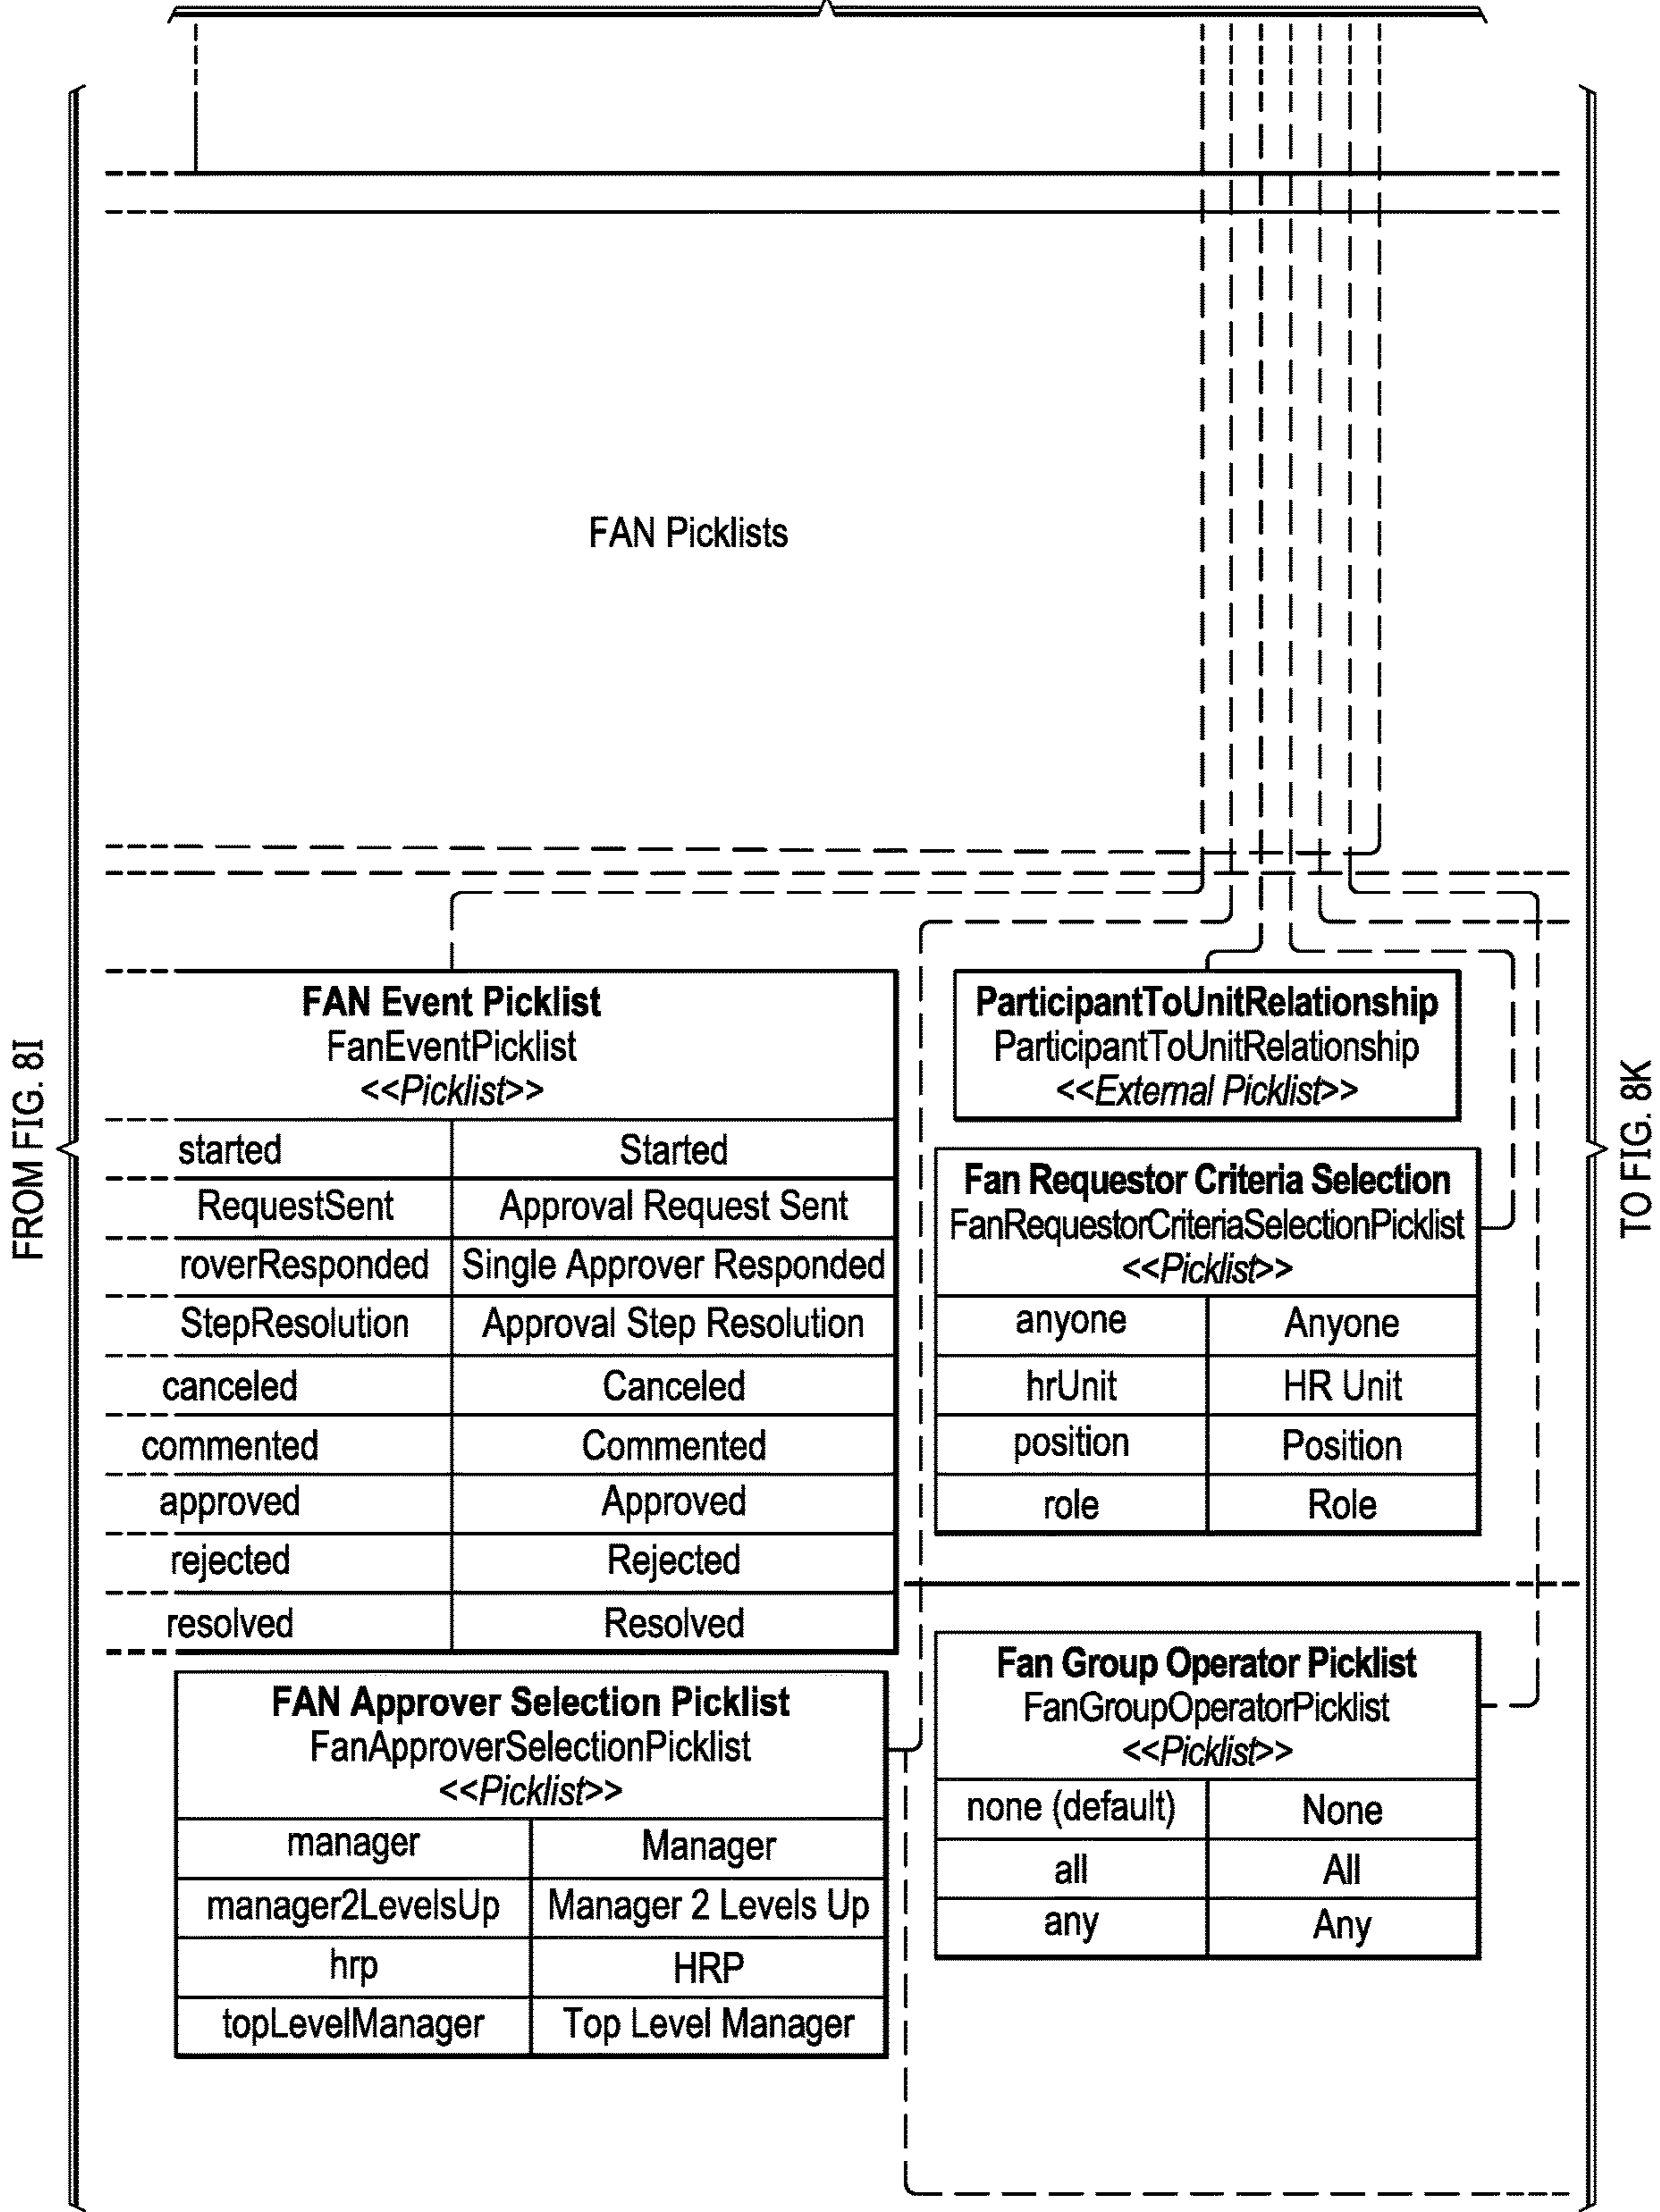 FROM FIG. 8I
TO FIG. 8K
FAN Picklists
FAN Event Picklist
FanEventPicklist
<<Picklist>>
started Started
RequestSent Approval Request Sent
roverResponded Single Approver Responded
StepResolution Approval Step Resolution
canceled Canceled
commented Commented
approved Approved
rejected Rejected
resolved Resolved
ParticipantToUnitRelationship
ParticipantToUnitRelationship
<<External Picklist>>
Fan Requestor Criteria Selection
FanRequestorCriteriaSelectionPicklist
<<Picklist>>
anyone Anyone
hrUnit HR Unit
position Position
role Role
FAN Approver Selection Picklist
FanApproverSelectionPicklist
<<Picklist>>
manager Manager
manager2LevelsUp Manager 2 Levels Up
hrp HRP
topLevelManager Top Level Manager
Fan Group Operator Picklist
FanGroupOperatorPicklist
<<Picklist>>
none (default) None
all All
any Any